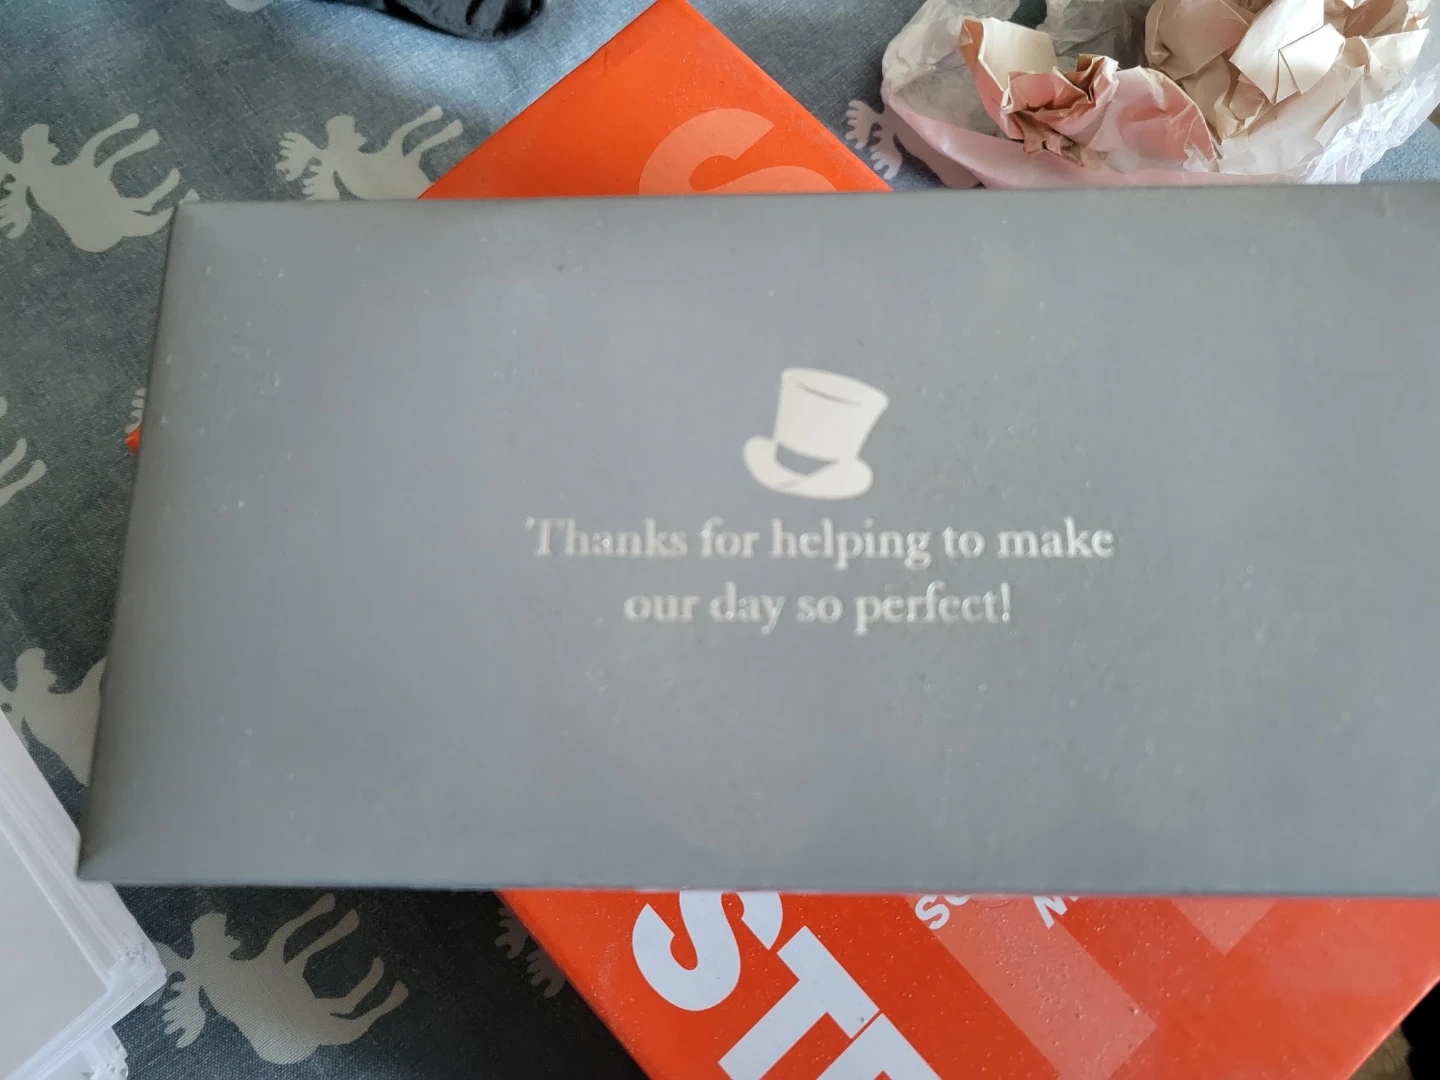 S
Thanks for helping to make
our day so perfect!